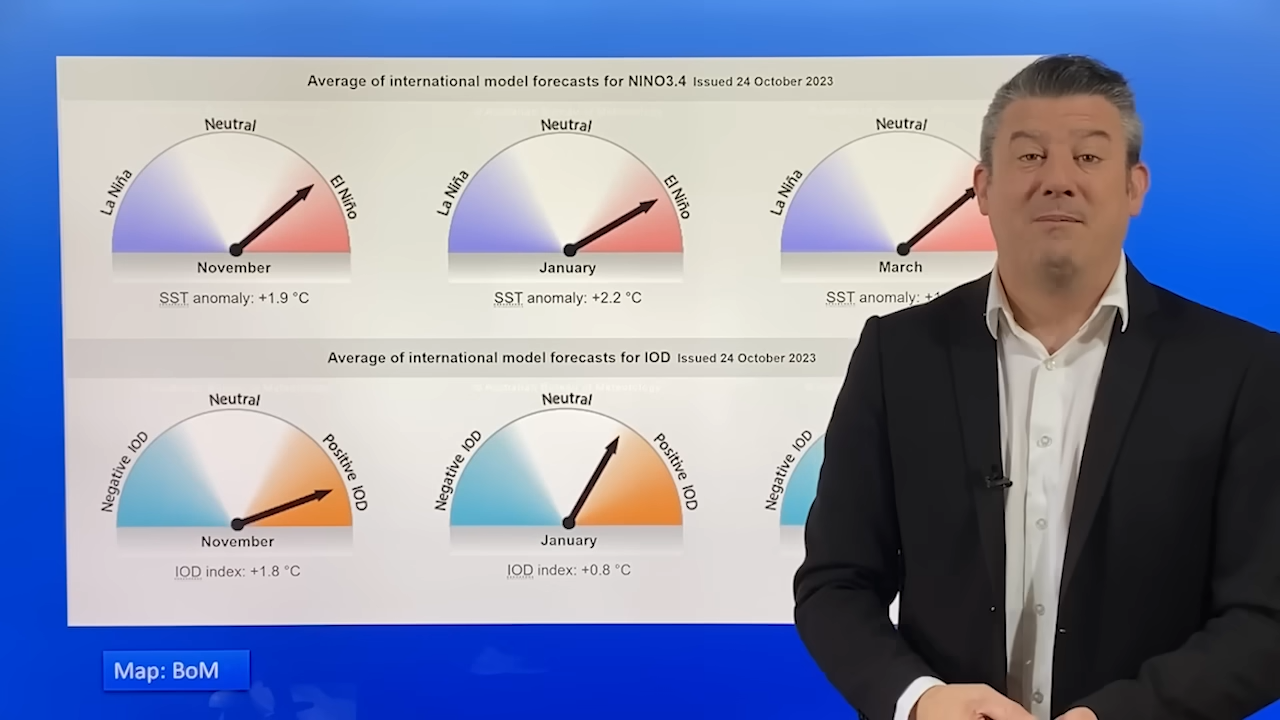 Average of international model forecasts for NINO3.4 Issued 24 October 2023
Neutral Neutral Neutral
La Niña El Niño La Niña El Niño La Niña
November January March
SST anomaly: +1.9 °C SST anomaly: +2.2 °C SST anomaly: +1
Average of international model forecasts for IOD Issued 24 October 2023
Neutral Neutral
Negative IOD Positive IOD Negative IOD Positive IOD Negative IOD
November January
IOD index: +1.8 °C IOD index: +0.8 °C
Map: BoM